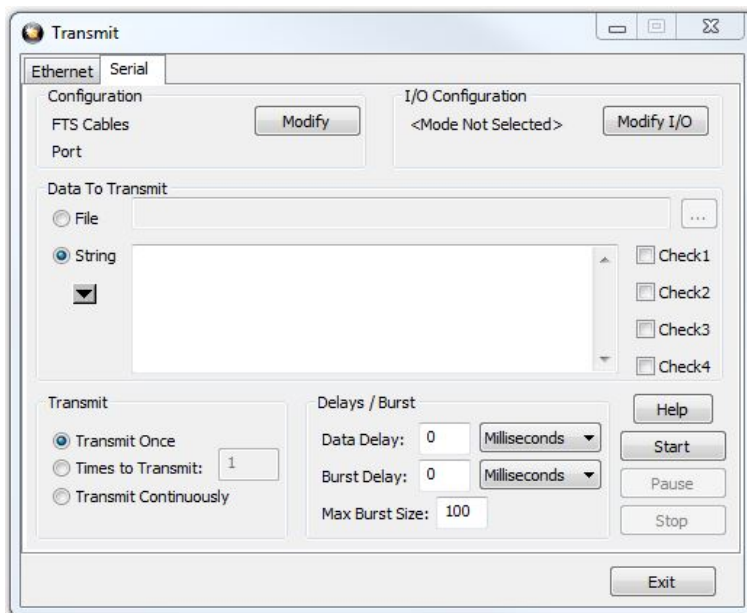 Transmit
Ethernet Serial
Configuration
FTS Cables
Modify
Port
I/O Configuration
<Mode Not Selected>
Modify I/O
Data To Transmit
File
...
String
Check1
Check2
Check3
Check4
Transmit
Transmit Once
Times to Transmit: 1
Transmit Continuously
Delays / Burst
Data Delay: 0 Milliseconds
Burst Delay: 0 Milliseconds
Max Burst Size: 100
Help
Start
Pause
Stop
Exit